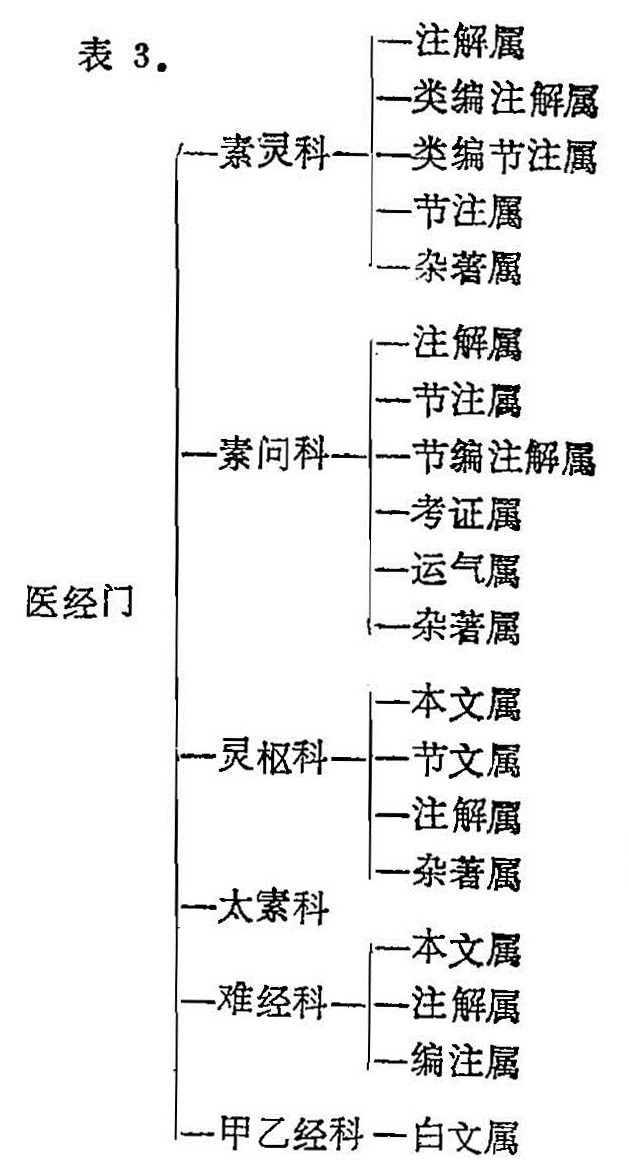 表 3.
医经门
素灵科
注解属
类编注解属
类编节注属
节注属
杂著属
素问科
注解属
节注属
节编注解属
考证属
运气属
杂著属
灵枢科
本文属
节文属
注解属
杂著属
太素科
难经科
本文属
注解属
编注属
甲乙经科
白文属